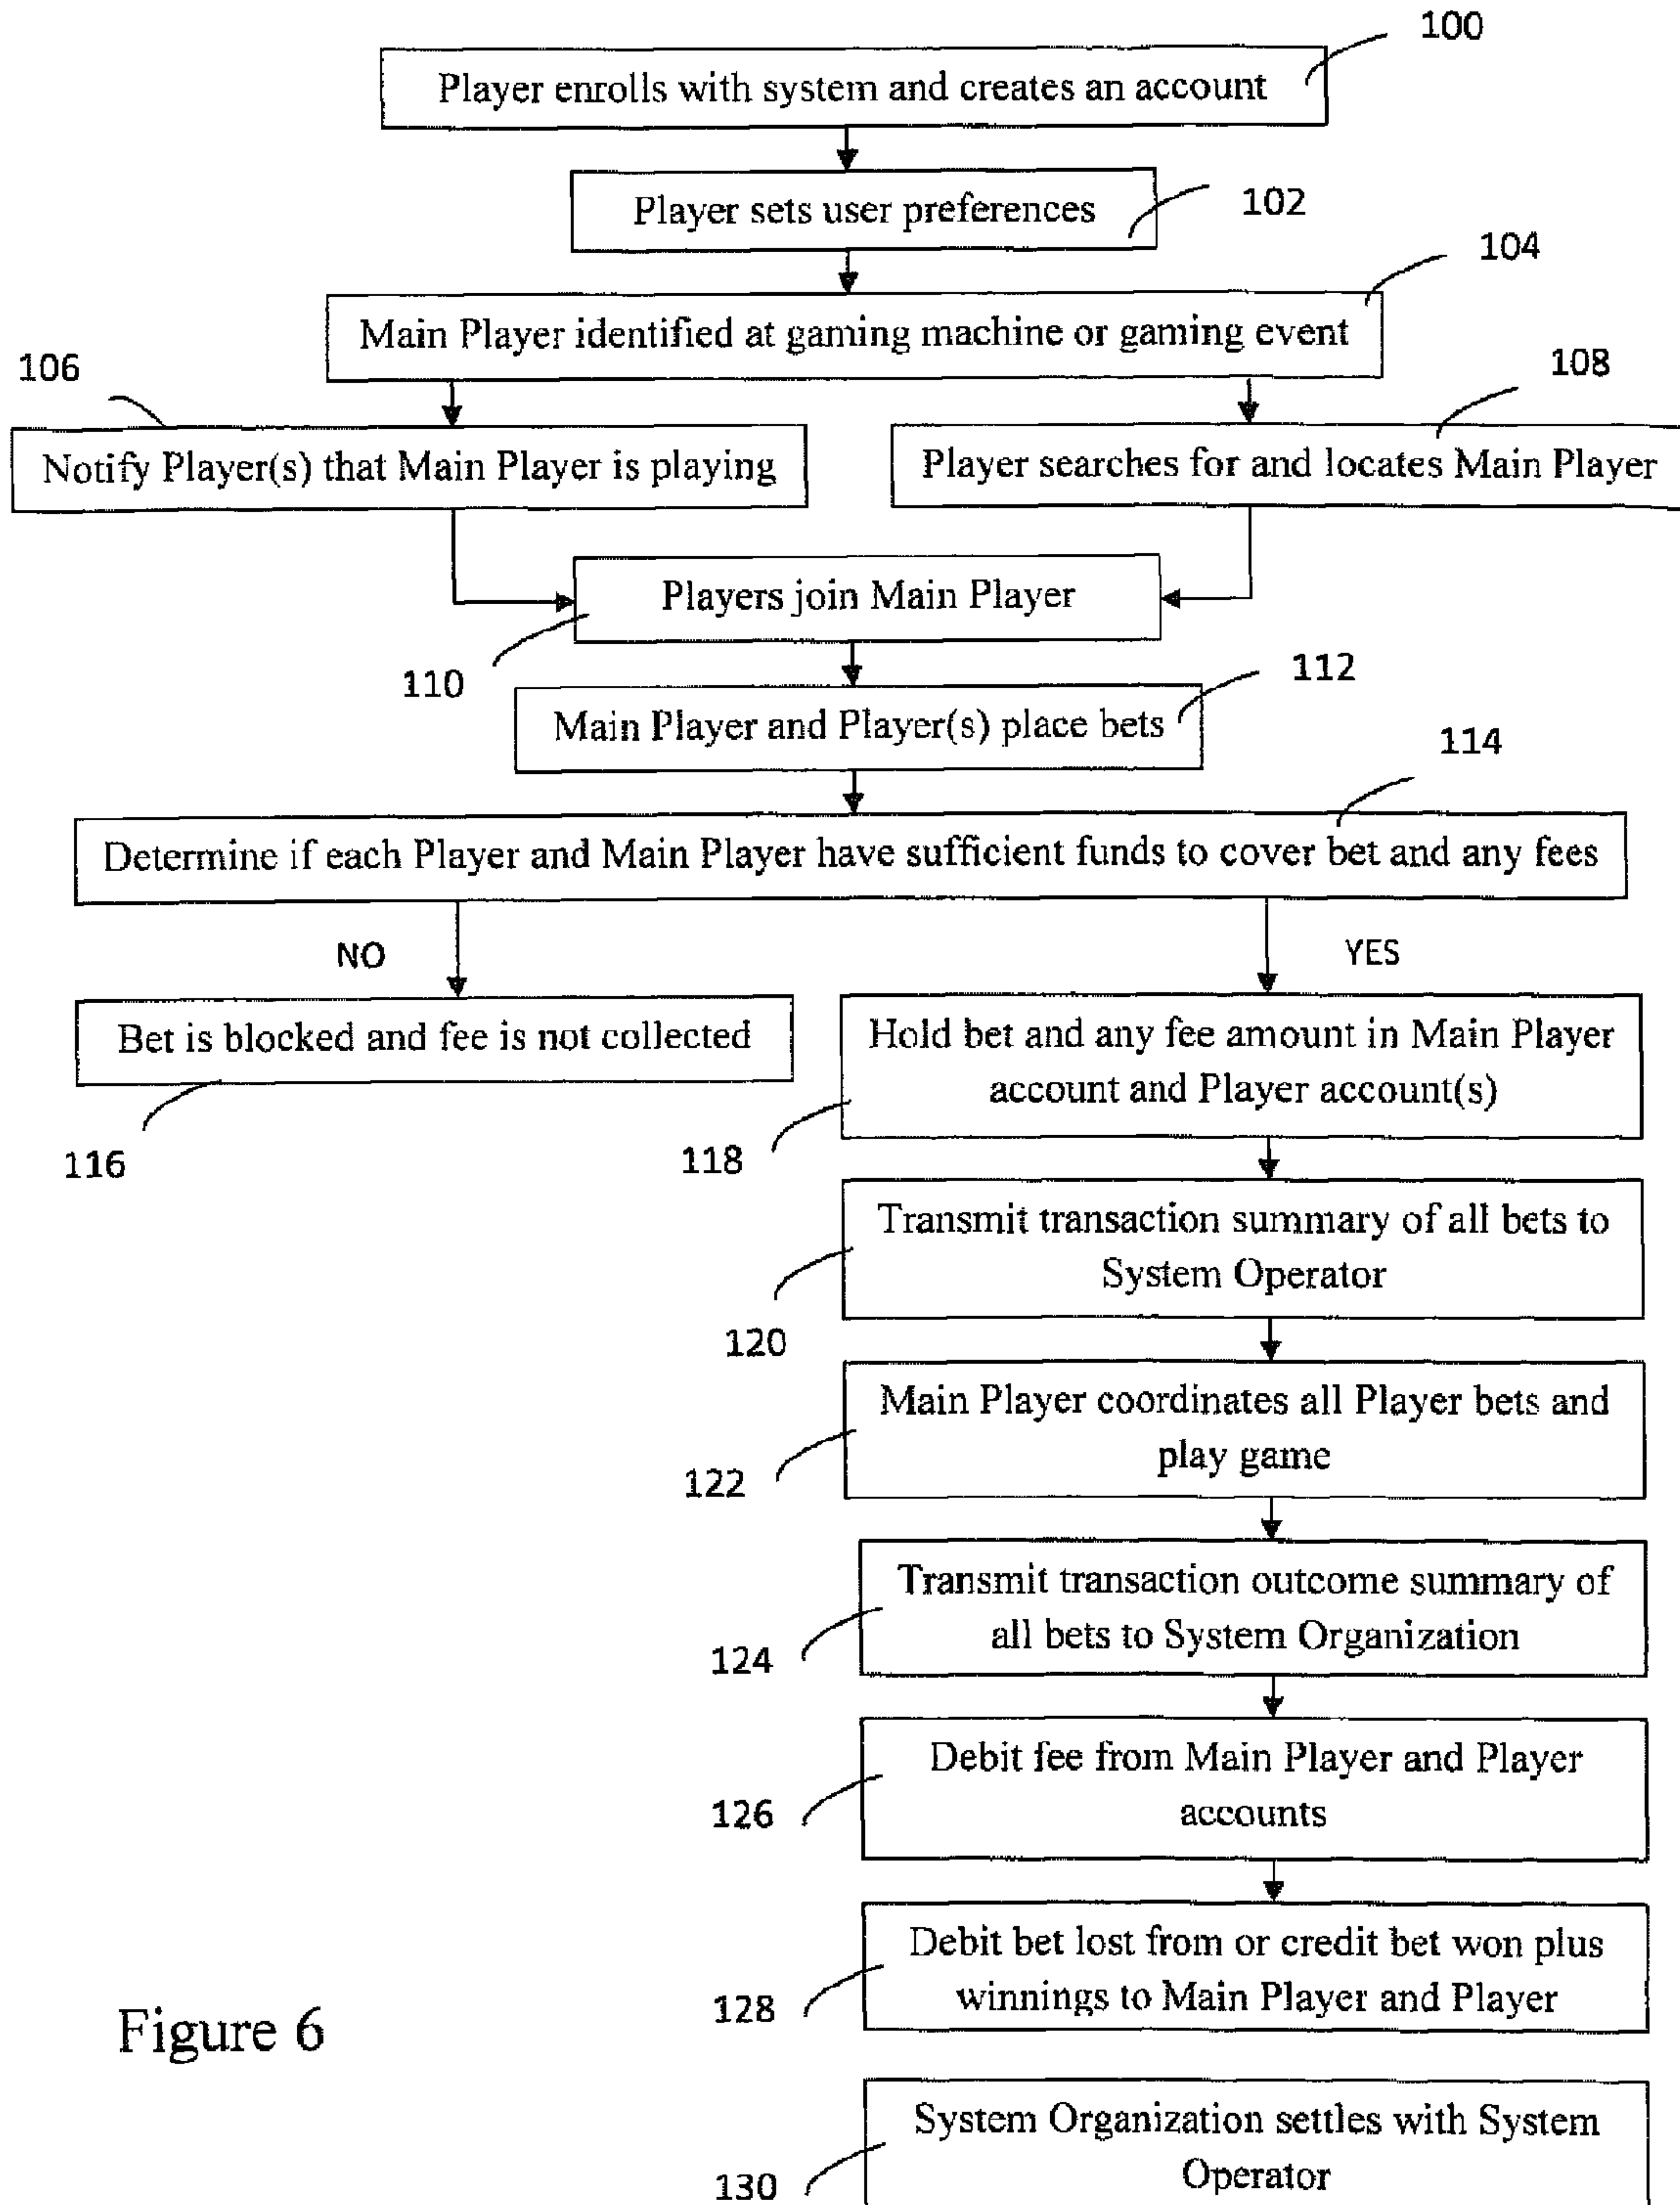 100
Player enrolls with system and creates an account
Player sets user preferences
102
104
Main Player identified at gaming machine or gaming event
106
108
Notify Player(s) that Main Player is playing
Player searches for and locates Main Player
Players join Main Player
110
112
Main Player and Player(s) place bets
114
Determine if each Player and Main Player have sufficient funds to cover bet and any fees
NO
YES
Bet is blocked and fee is not collected
116
Hold bet and any fee amount in Main Player
account and Player account(s)
118
Transmit transaction summary of all bets to
System Operator
120
Main Player coordinates all Player bets and
play game
122
Transmit transaction outcome summary of
all bets to System Organization
124
Debit fee from Main Player and Player
accounts
126
Debit bet lost from or credit bet won plus
winnings to Main Player and Player
128
Figure 6
System Organization settles with System
Operator
130